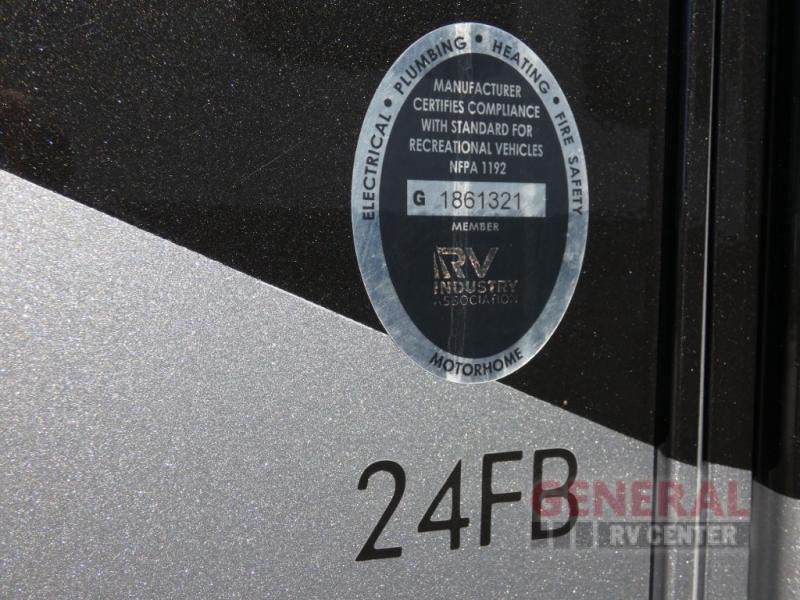 ELECTRICAL • PLUMBING • HEATING • FIRE SAFETY
MANUFACTURER
CERTIFIES COMPLIANCE
WITH STANDARD FOR
RECREATIONAL VEHICLES
NFPA 1192
G 1861321
MEMBER
RV
INDUSTRY
ASSOCIATION
MOTORHOME
24FB
GENERAL
RV CENTER